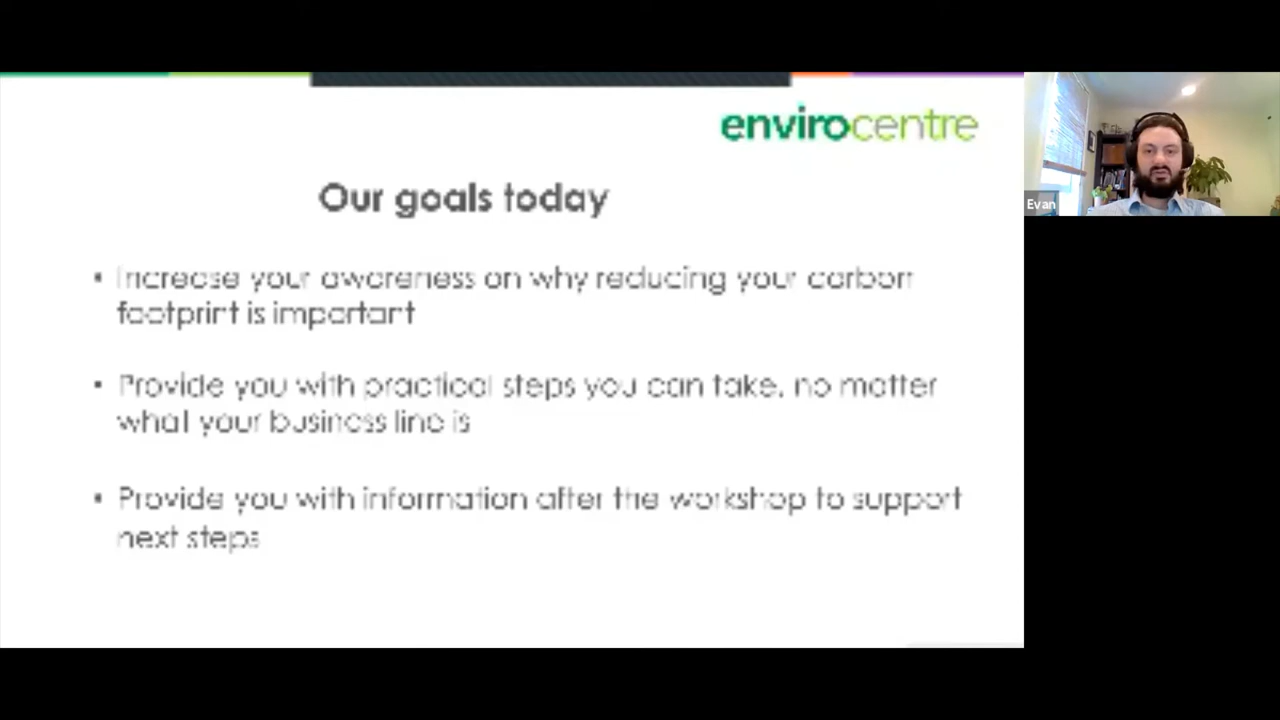 envirocentre
Our goals today
▪ Increase your awareness on why reducing your carbon
footprint is important
▪ Provide you with practical steps you can take, no matter
what your business line is
▪ Provide you with information after the workshop to support
next steps
Evan